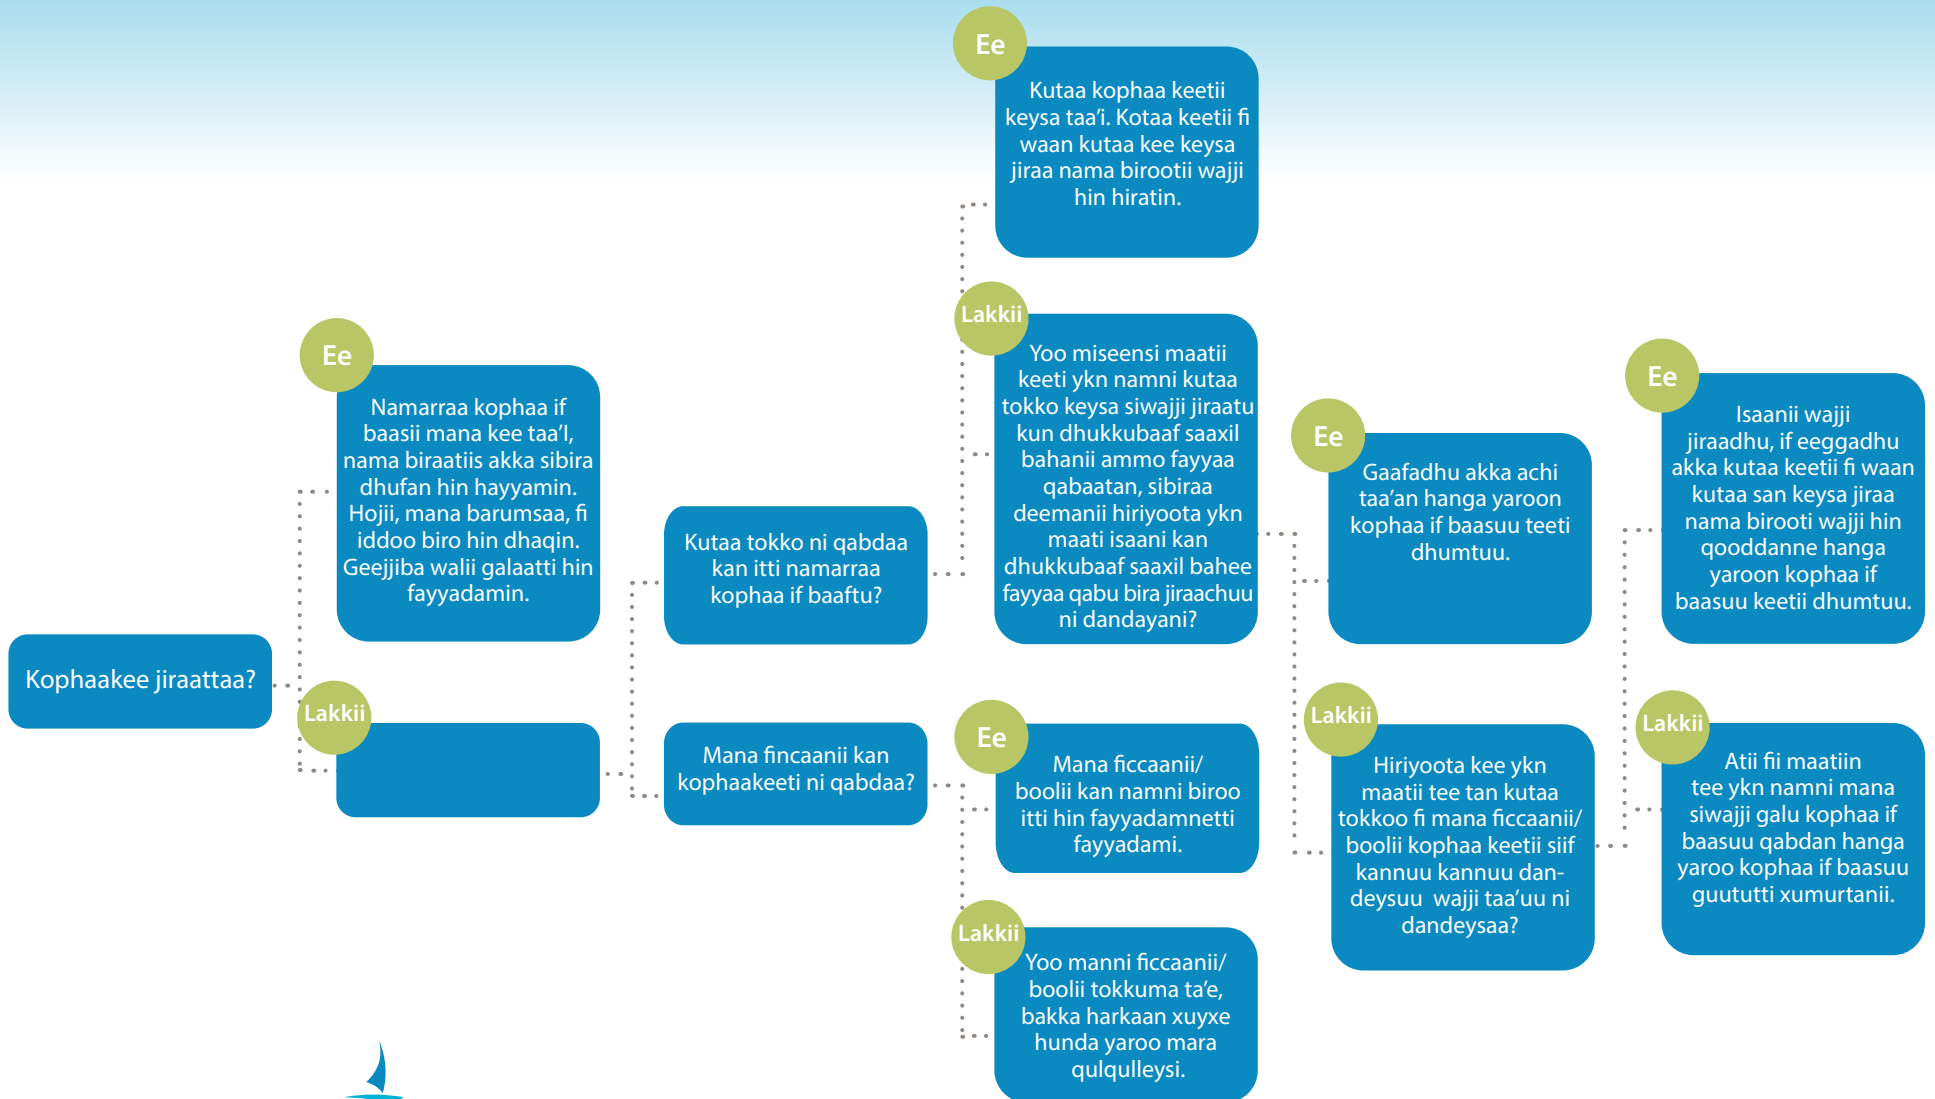 Kophaakee jiraattaa?
Ee
Namarraa kophaa if
baasii mana kee taa'l,
nama biraatiis akka sibira
dhufan hin hayyamin.
Hojii, mana barumsaa, fi
iddoo biro hin dhaqin.
Geejjiba walii galaatti hin
fayyadamin.
Lakkii
Kutaa tokko ni qabdaa
kan itti namarraa
kophaa if baaftu?
Ee
Kutaa kophaa keetii
keysa taa'i. Kotaa keetii fi
waan kutaa kee keysa
jiraa nama birootii wajji
hin hiratin.
Lakkii
Yoo miseensi maatii
keeti ykn namni kutaa
tokko keysa siwajji jiraatu
kun dhukkubaaf saaxil
bahanii ammo fayyaa
qabaatan, sibiraa
deemanii hiriyoota ykn
maati isaani kan
dhukkubaaf saaxil bahee
fayyaa qabu bira jiraachuu
ni dandayani?
Ee
Gaafadhu akka achi
taa'an hanga yaroon
kophaa if baasuu teeti
dhumtuu.
Lakkii
Hiriyoota kee ykn
maatii tee tan kutaa
tokkoo fi mana ficcaanii/
boolii kophaa keetii siif
kannuu kannuu dan-
deysuu wajji taa'uu ni
dandeysaa?
Ee
Isaanii wajji
jiraadhu, if eeggadhu
akka kutaa keetii fi waan
kutaa san keysa jiraa
nama birooti wajji hin
qooddanne hanga
yaroon kophaa if
baasuu keetii dhumtuu.
Lakkii
Atii fii maatiin
tee ykn namni mana
siwajji galu kophaa if
baasuu qabdan hanga
yaroo kophaa if baasuu
guututti xumurtanii.
Mana fincaanii kan
kophaakeeti ni qabdaa?
Ee
Mana ficcaanii/
boolii kan namni biroo
itti hin fayyadamnetti
fayyadami.
Lakkii
Yoo manni ficcaanii/
boolii tokkuma ta'e,
bakka harkaan xuyxe
hunda yaroo mara
qulqulleysi.